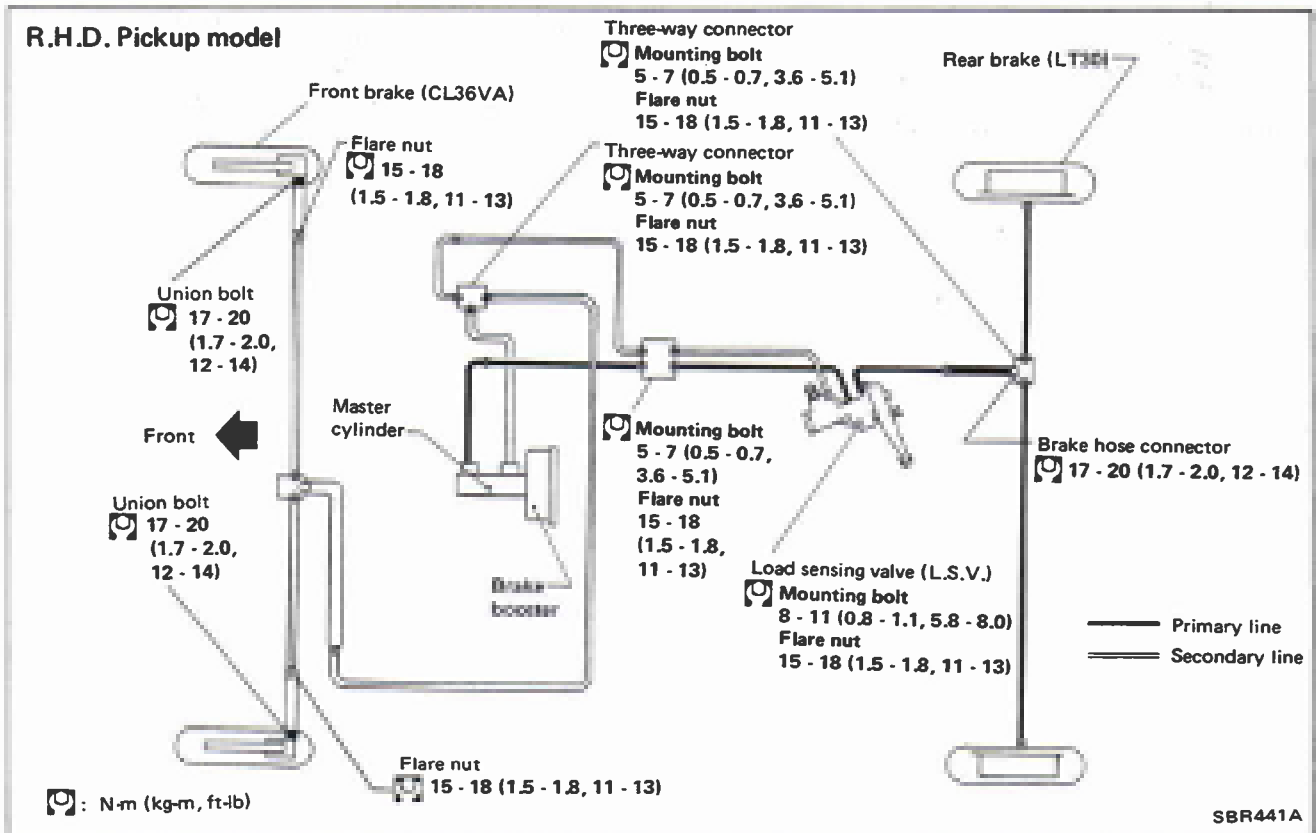 R.H.D. Pickup model
Three-way connector
Mounting bolt
5 - 7 (0.5 - 0.7, 3.6 - 5.1)
Flare nut
15 - 18 (1.5 - 1.8, 11 - 13)
Rear brake (LT30)
Front brake (CL36VA)
Flare nut
15 - 18
(1.5 - 1.8, 11 - 13)
Three-way connector
Mounting bolt
5 - 7 (0.5 - 0.7, 3.6 - 5.1)
Flare nut
15 - 18 (1.5 - 1.8, 11 - 13)
Union bolt
17 - 20
(1.7 - 2.0,
12 - 14)
Front
Master
cylinder
Mounting bolt
5 - 7 (0.5 - 0.7,
3.6 - 5.1)
Flare nut
15 - 18
(1.5 - 1.8,
11 - 13)
Brake hose connector
17 - 20 (1.7 - 2.0, 12 - 14)
Union bolt
17 - 20
(1.7 - 2.0,
12 - 14)
Brake
booster
Load sensing valve (L.S.V.)
Mounting bolt
8 - 11 (0.8 - 1.1, 5.8 - 8.0)
Flare nut
15 - 18 (1.5 - 1.8, 11 - 13)
Primary line
Secondary line
Flare nut
15 - 18 (1.5 - 1.8, 11 - 13)
: N-m (kg-m, ft-lb)
SBR441A